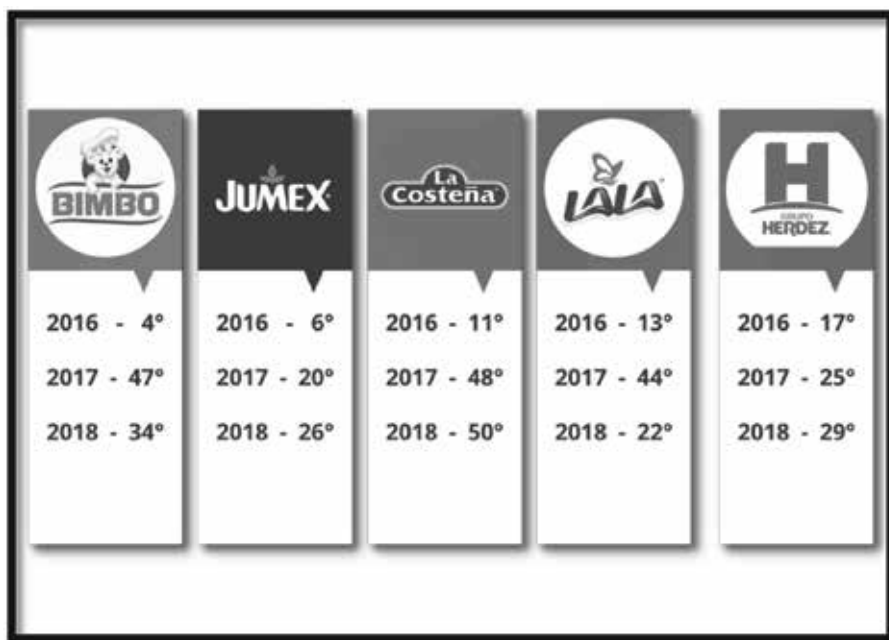 BIMBO
2016 - 4°
2017 - 47°
2018 - 34°
JUMEX
2016 - 6°
2017 - 20°
2018 - 26°
La
Costeña
2016 - 11°
2017 - 48°
2018 - 50°
LALA
2016 - 13°
2017 - 44°
2018 - 22°
H
GRUPO
HERDEZ
2016 - 17°
2017 - 25°
2018 - 29°